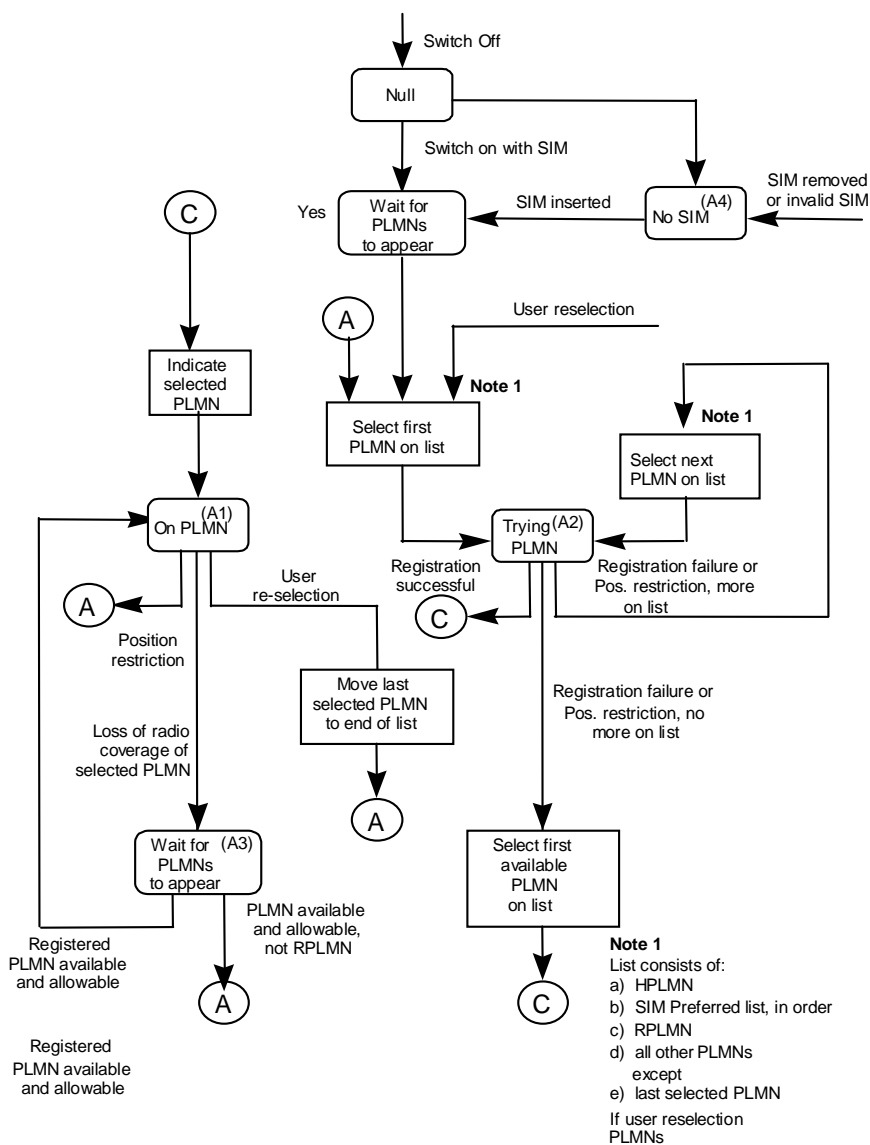 Switch Off
Null
Switch on with SIM
SIM removed
or invalid SIM
(A4)
No SIM
SIM inserted
Yes
Wait for
PLMNs
to appear
C
User reselection
A
Indicate
selected
PLMN
Note 1
Select first
PLMN on list
Note 1
Select next
PLMN on list
(A1)
On PLMN
Trying (A2)
PLMN
User
re-selection
Registration
successful
Registration failure or
Pos. restriction, more
on list
A
C
Position
restriction
Move last
selected PLMN
to end of list
Registration failure or
Pos. restriction, no
more on list
Loss of radio
coverage of
selected PLMN
A
Wait for (A3)
PLMNs
to appear
Select first
available
PLMN
on list
PLMN available
and allowable,
not RPLMN
Registered
PLMN available
and allowable
A
C
Note 1
List consists of:
a) HPLMN
b) SIM Preferred list, in order
c) RPLMN
d) all other PLMNs
except
e) last selected PLMN
If user reselection
PLMNs
Registered
PLMN available
and allowable